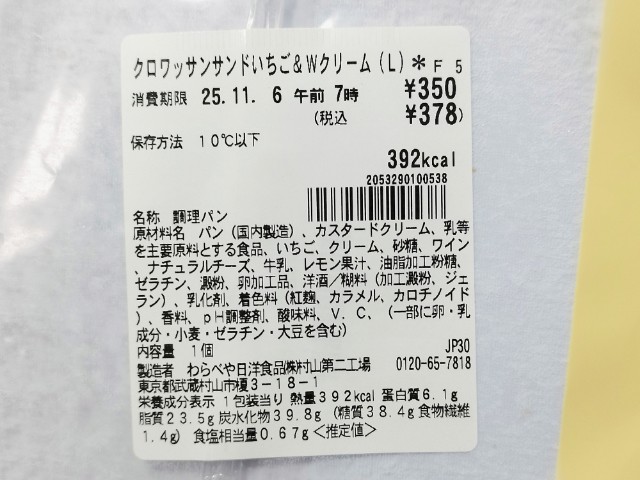 クロワッサンサンドいちご&Wクリーム(L)*F 5
消費期限 25.11. 6 午前 7時 ¥350
(税込 ¥378)
保存方法 10℃以下
392kcal
2053290100538
名称 調理パン
原材料名 パン(国内製造)、カスタードクリーム、乳等
を主要原料とする食品、いちご、クリーム、砂糖、ワイン
、ナチュラルチーズ、牛乳、レモン果汁、油脂加工粉糖、
ゼラチン、澱粉、卵加工品、洋酒/糊料(加工澱粉、ジェ
ラン)、乳化剤、着色料(紅麹、カラメル、カロチノイド
)、香料、pH調整剤、酸味料、V.C、(一部に卵・乳
成分・小麦・ゼラチン・大豆を含む)
内容量 1個 JP30
製造者 わらべや日洋食品㈱村山第二工場 0120-65-7818
東京都武蔵村山市榎3-18-1
栄養成分表示 1包装当り 熱量392kcal 蛋白質6.1g
脂質23.5g 炭水化物39.8g (糖質38.4g 食物繊維
1.4g) 食塩相当量0.67g<推定値>